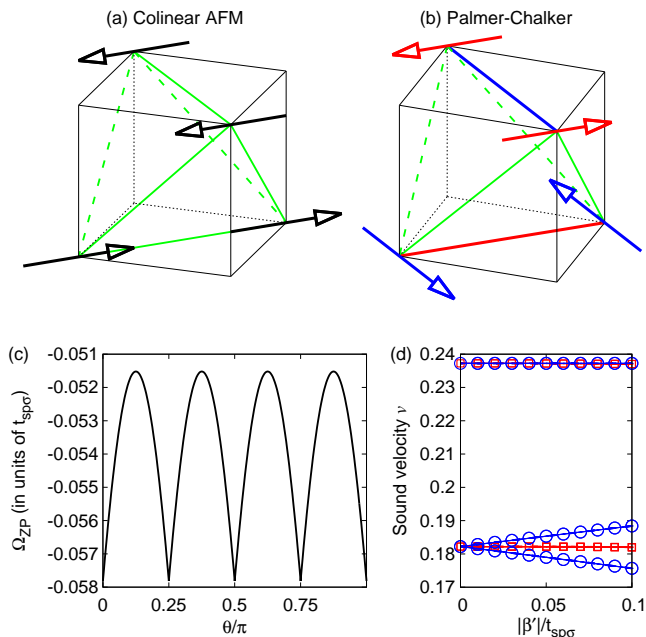 (a) Colinear AFM
(b) Palmer-Chalker
(c)
Ω_ZP (in units of t_spσ)
-0.051
-0.052
-0.053
-0.054
-0.055
-0.056
-0.057
-0.058
0 0.25 0.5 0.75
θ/π
(d)
Sound velocity ν
0.24
0.23
0.22
0.21
0.2
0.19
0.18
0.17
0 0.05 0.1
|β'|/t_spσ